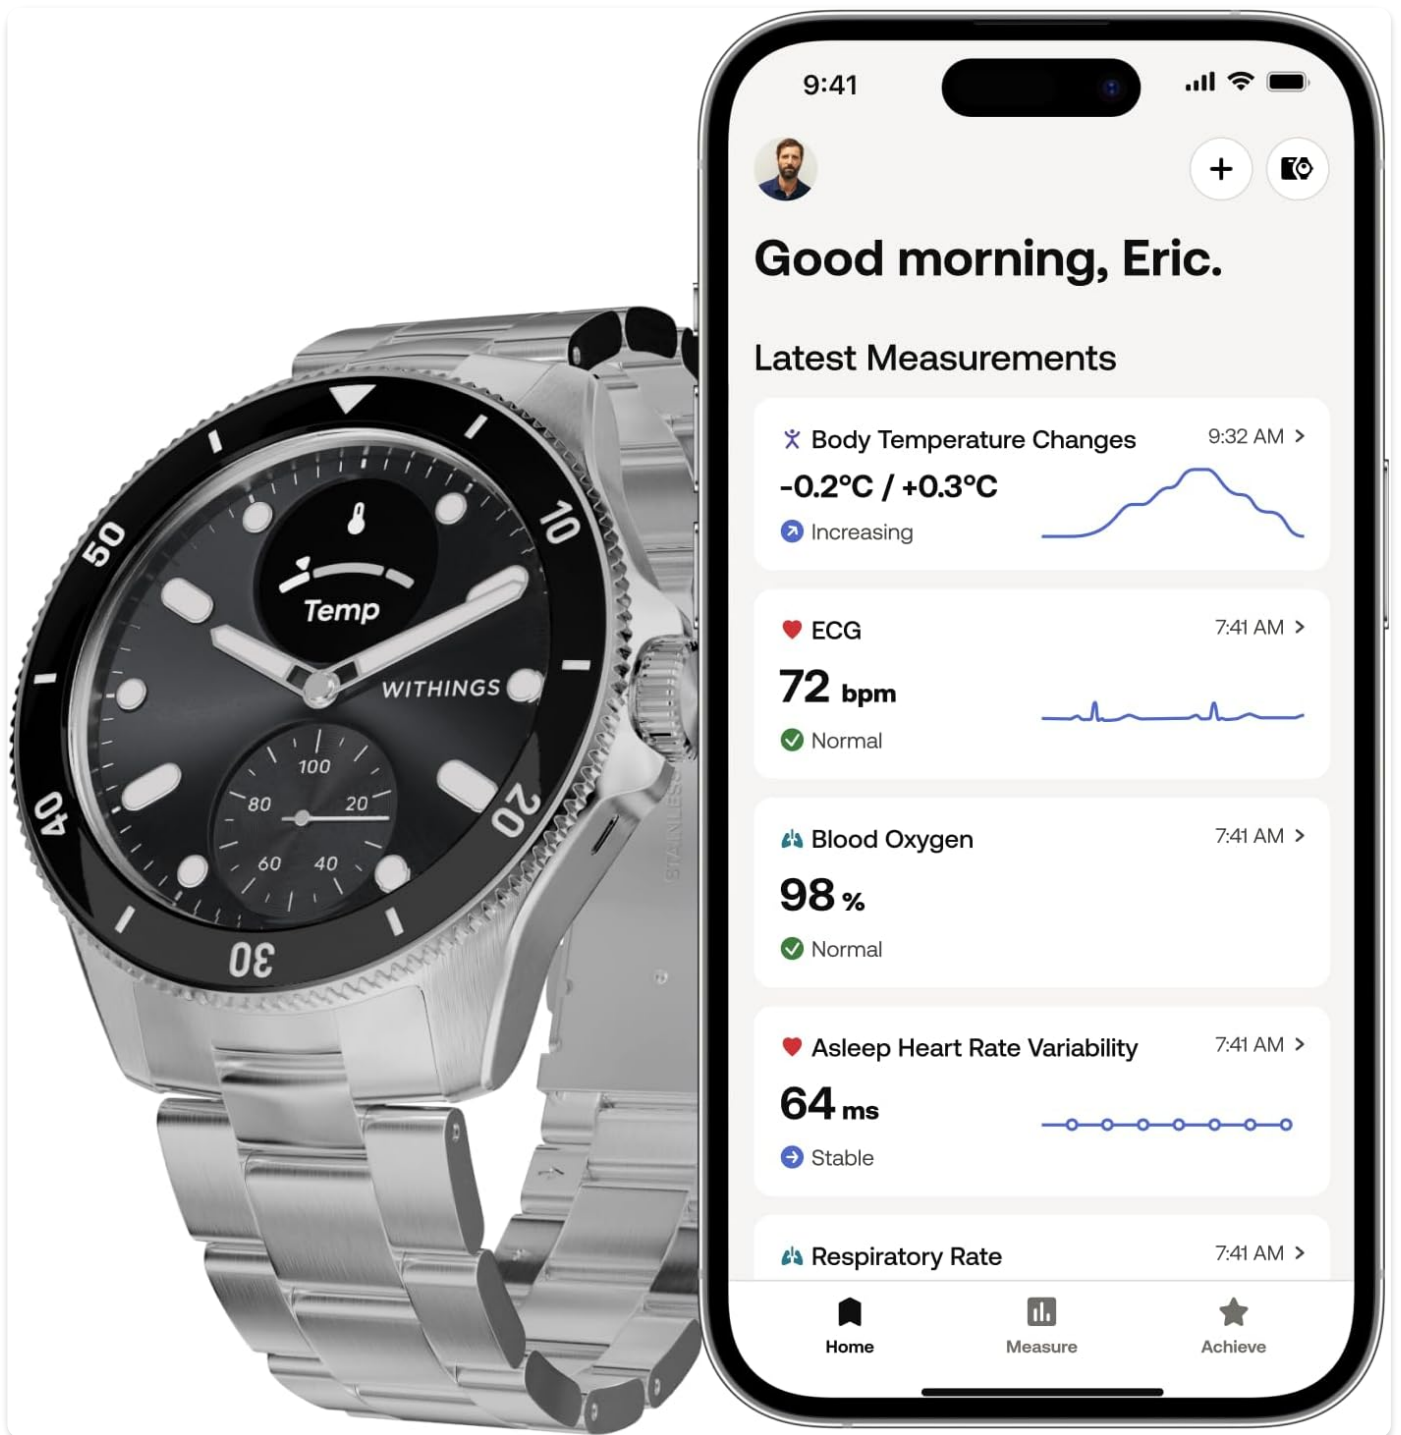 10
20
30
40
50
Temp
WITHINGS
100
80
20
60
40
STAINLESS
9:41
Good morning, Eric.
Latest Measurements
Body Temperature Changes
9:32 AM
-0.2°C / +0.3°C
Increasing
ECG
7:41 AM
72 bpm
Normal
Blood Oxygen
7:41 AM
98 %
Normal
Asleep Heart Rate Variability
7:41 AM
64 ms
Stable
Respiratory Rate
7:41 AM
Home
Measure
Achieve